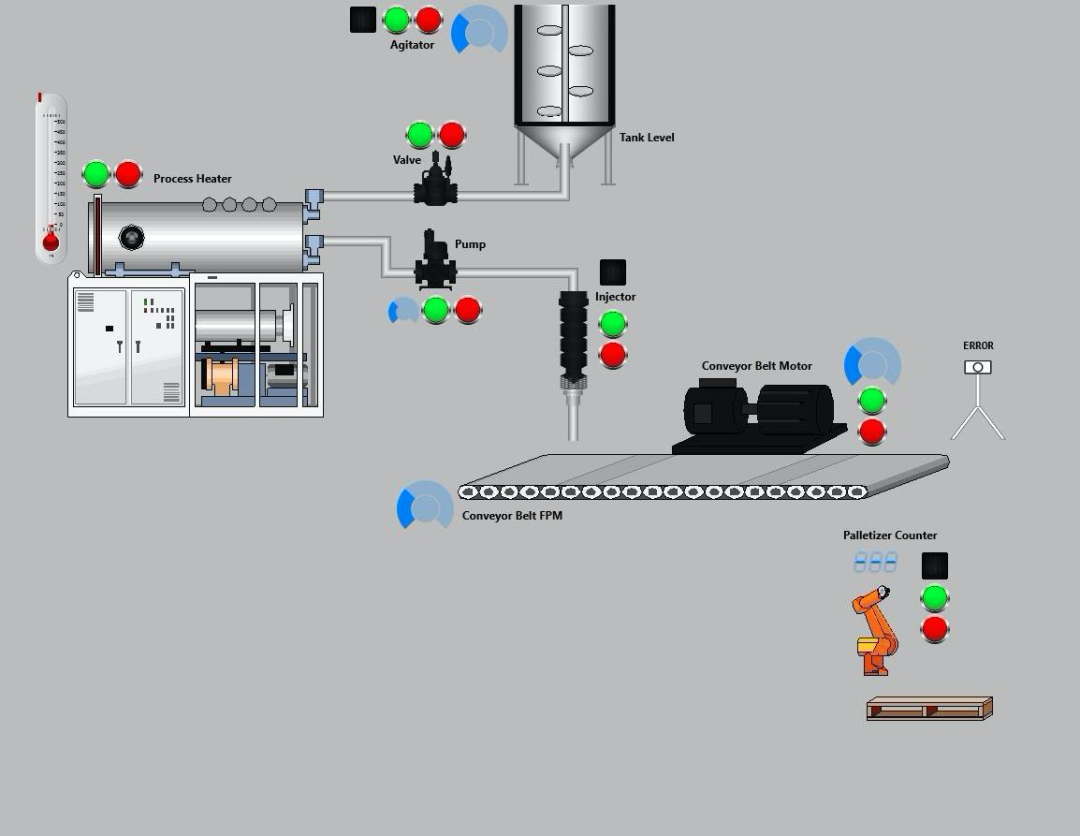 Agitator
Tank Level
Valve
Process Heater
Pump
Injector
ERROR
Conveyor Belt Motor
Conveyor Belt FPM
Palletizer Counter